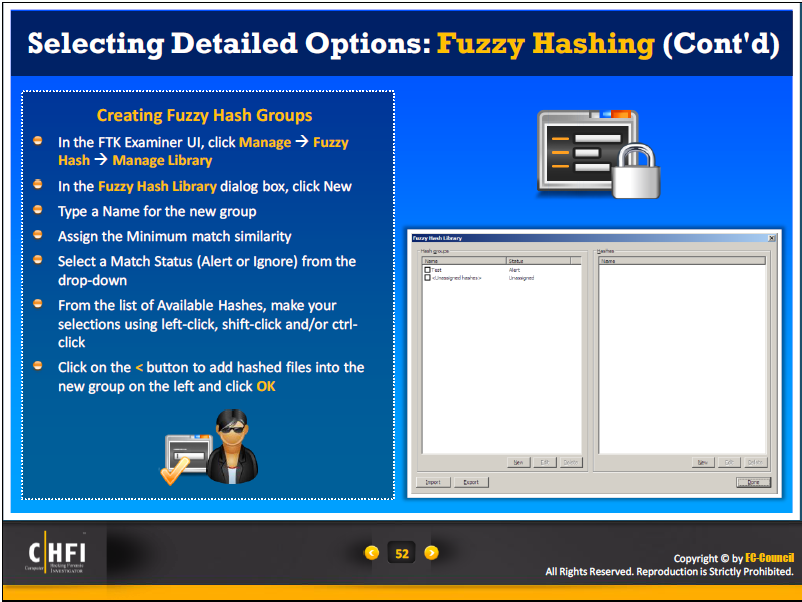 Selecting Detailed Options: Fuzzy Hashing (Cont'd)
Creating Fuzzy Hash Groups
In the FTK Examiner UI, click Manage → Fuzzy
Hash → Manage Library
In the Fuzzy Hash Library dialog box, click New
Type a Name for the new group
Assign the Minimum match similarity
Select a Match Status (Alert or Ignore) from the
drop-down
From the list of Available Hashes, make your
selections using left-click, shift-click and/or ctrl-
click
Click on the < button to add hashed files into the
new group on the left and click OK
Fuzzy Hash Library
Hash groups
Name Status
Test Alert
<Unassigned hashes> Unassigned
New Edit Delete
Hashes
Name
New Edit Delete
Import Export Done
CHFI
Computer Hacking Forensic
INVESTIGATOR
52
Copyright © by EC-Council
All Rights Reserved. Reproduction is Strictly Prohibited.